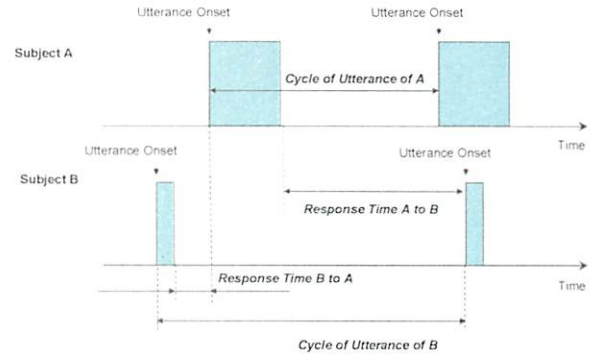 Utterance Onset Utterance Onset
Subject A
Cycle of Utterance of A
Time
Utterance Onset Utterance Onset
Subject B
Response Time A to B
Response Time B to A
Time
Cycle of Utterance of B